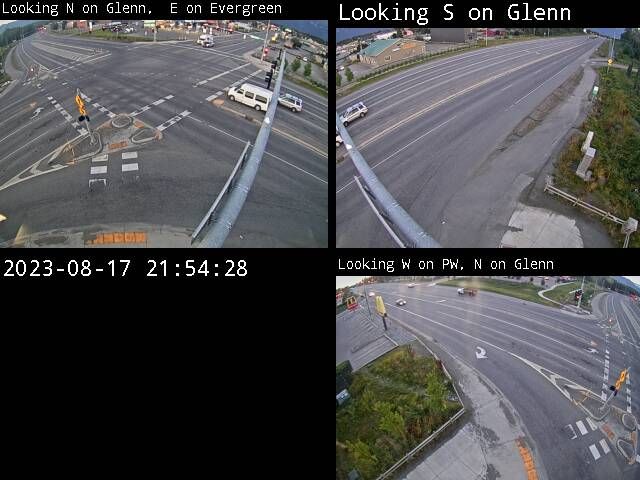 Looking N on Glenn, E on Evergreen
Looking S on Glenn
2023-08-17 21:54:28
Looking W on PW, N on Glenn